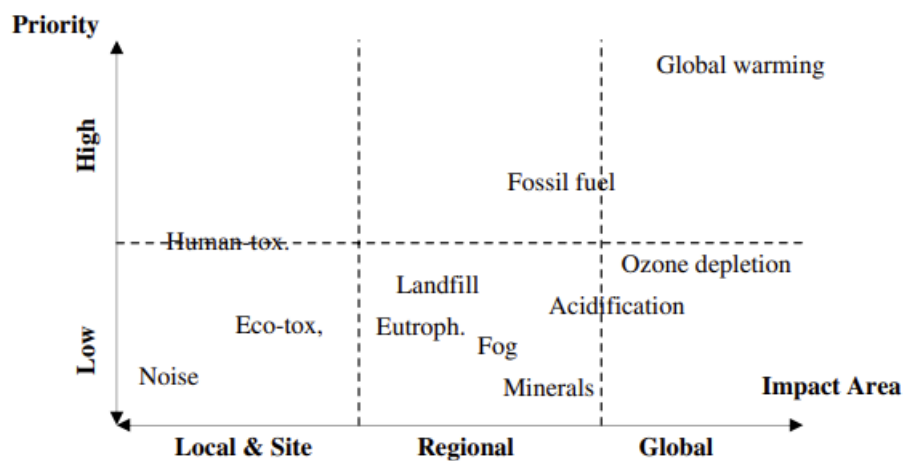 Priority
Global warming
High
Fossil fuel
Human-tox.
Ozone depletion
Landfill
Acidification
Eco-tox,
Eutroph.
Fog
Low
Noise
Minerals
Impact Area
Local & Site
Regional
Global